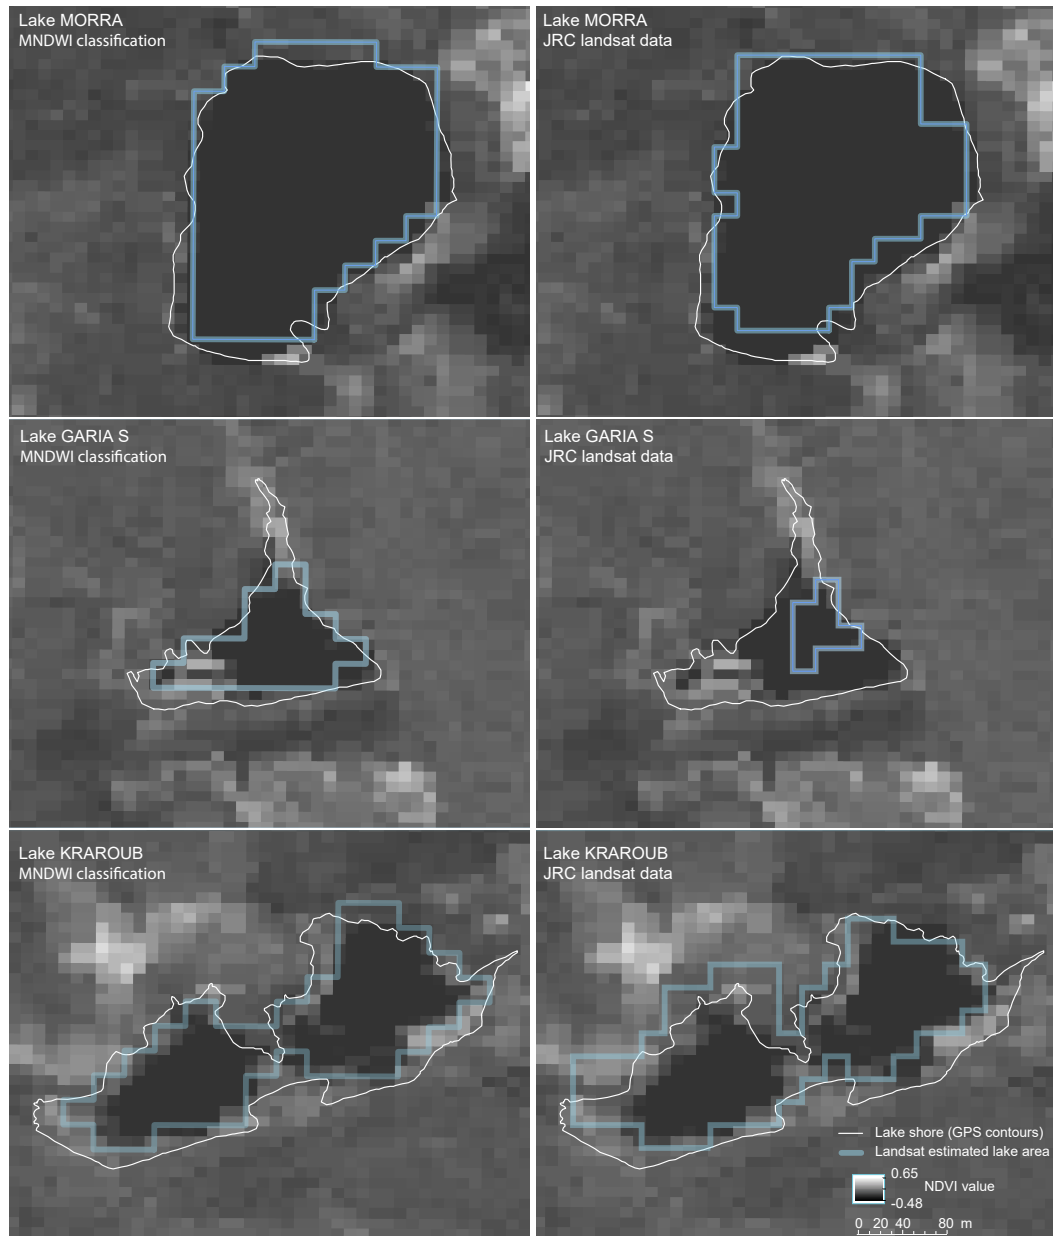 Lake MORRA
MNDWI classification
Lake MORRA
JRC landsat data
Lake GARIA S
MNDWI classification
Lake GARIA S
JRC landsat data
Lake KRAROUB
MNDWI classification
Lake KRAROUB
JRC landsat data
Lake shore (GPS contours)
Landsat estimated lake area
0.65
NDVI value
-0.48
0 20 40 80 m